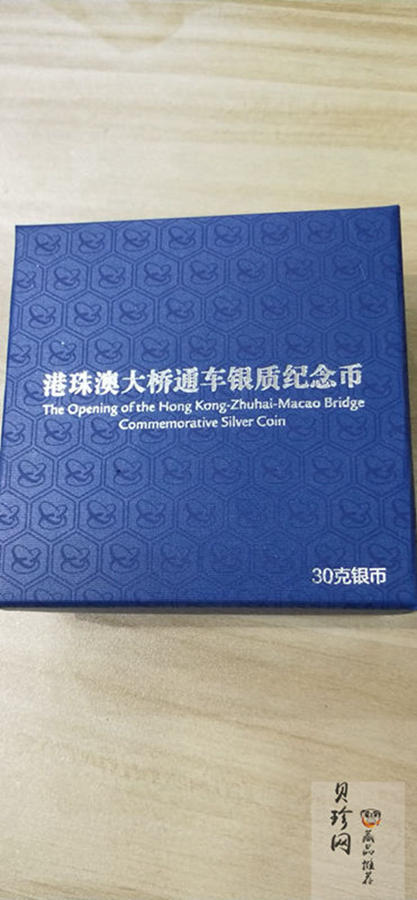 港珠澳大桥通车银质纪念币
The Opening of the Hong Kong-Zhuhai-Macao Bridge
Commemorative Silver Coin
30克银币
贝珍网
藏品推荐